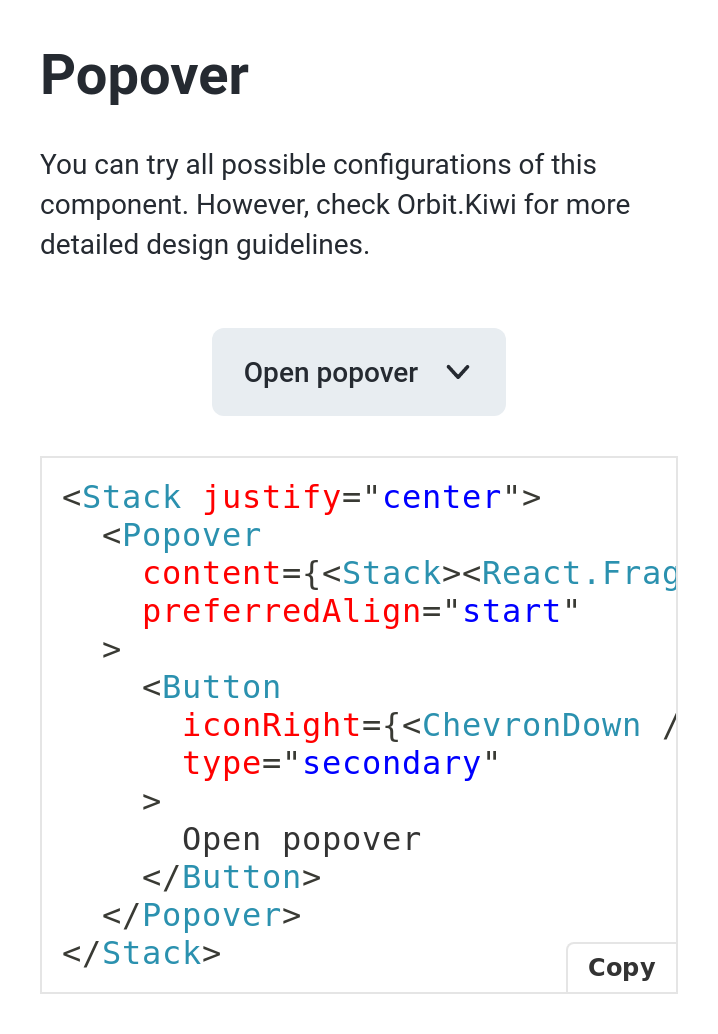 Popover
You can try all possible configurations of this
component. However, check Orbit.Kiwi for more
detailed design guidelines.
Open popover
<Stack justify="center">
  <Popover
    content={<Stack><React.Frag
    preferredAlign="start"
  >
    <Button
      iconRight={<ChevronDown /
      type="secondary"
    >
      Open popover
    </Button>
  </Popover>
</Stack>
Copy